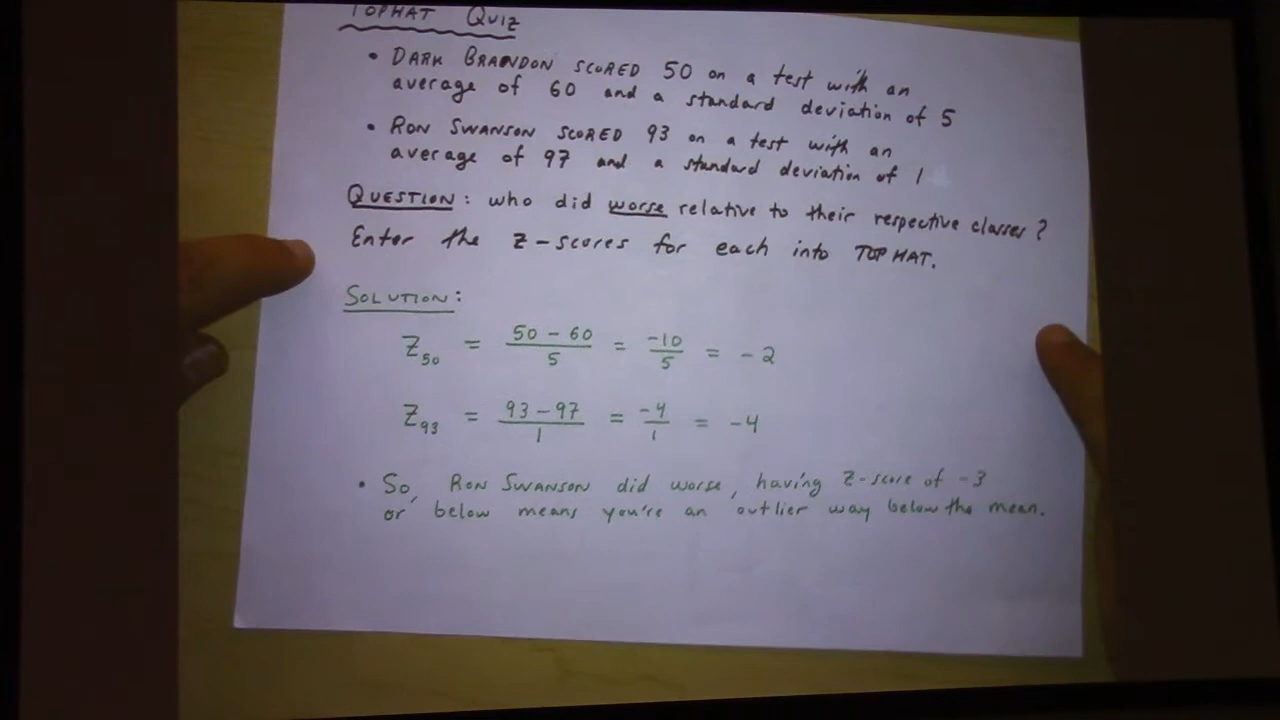 TOPHAT QUIZ
• DARK BRANDON SCORED 50 on a test with an
average of 60 and a standard deviation of 5
• RON SWANSON SCORED 93 on a test with an
average of 97 and a standard deviation of 1
QUESTION: who did worse relative to their respective classes?
Enter the z-scores for each into TOPHAT.
SOLUTION:
Z₅₀ = (50 - 60)/5 = -10/5 = -2
Z₉₃ = (93 - 97)/1 = -4/1 = -4
• So, RON SWANSON did worse, having Z-score of -3
or below means you're an outlier way below the mean.